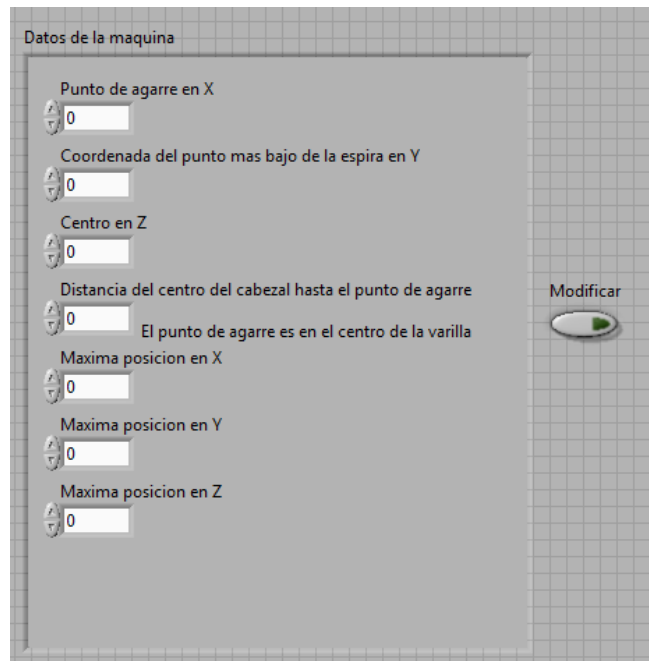 Datos de la maquina
Punto de agarre en X
0
Coordenada del punto mas bajo de la espira en Y
0
Centro en Z
0
Distancia del centro del cabezal hasta el punto de agarre
0
El punto de agarre es en el centro de la varilla
Maxima posicion en X
0
Maxima posicion en Y
0
Maxima posicion en Z
0
Modificar